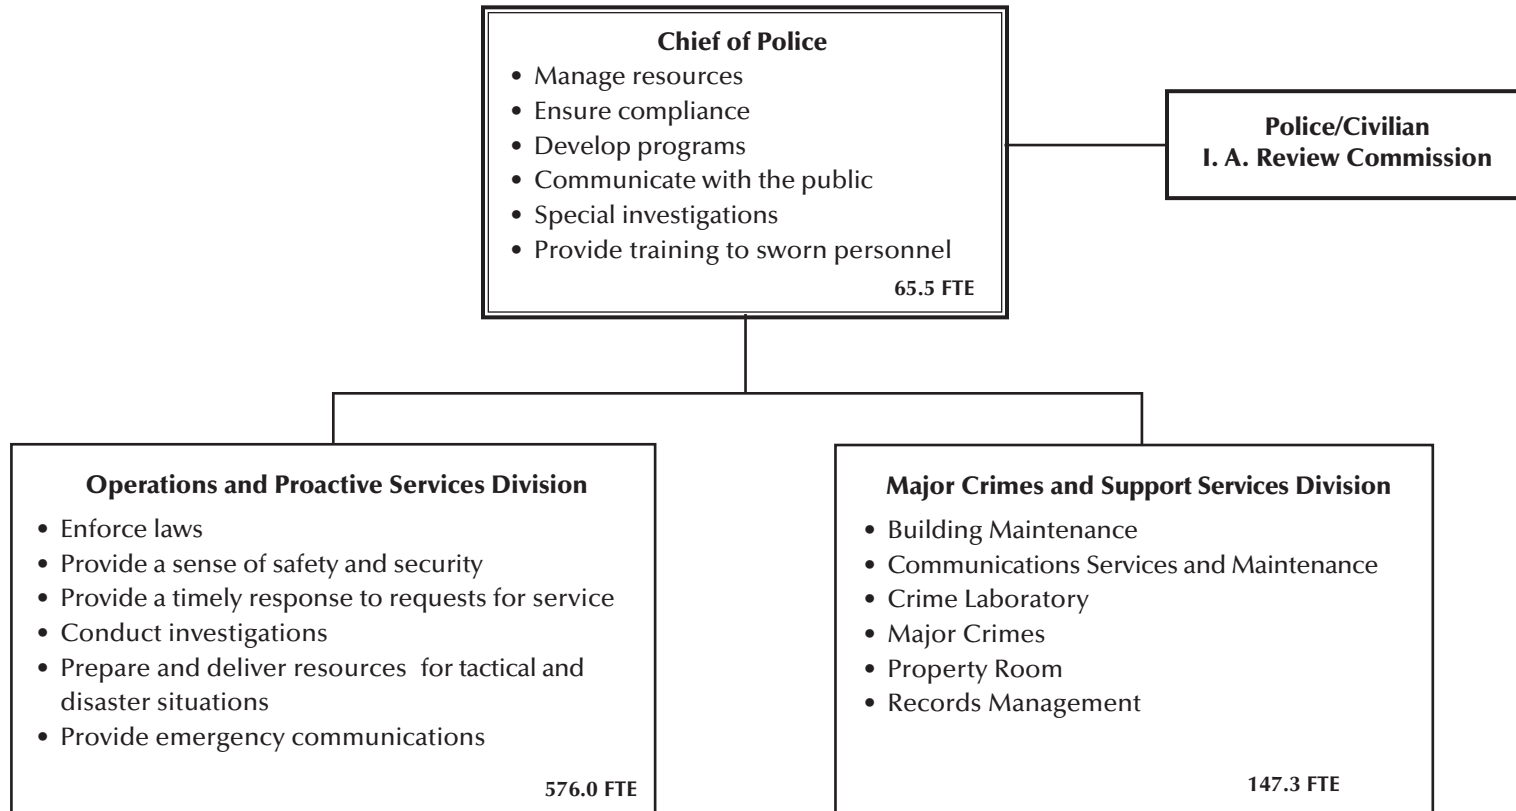 Chief of Police
• Manage resources
• Ensure compliance
• Develop programs
• Communicate with the public
• Special investigations
• Provide training to sworn personnel
65.5 FTE
Police/Civilian
I. A. Review Commission
Operations and Proactive Services Division
• Enforce laws
• Provide a sense of safety and security
• Provide a timely response to requests for service
• Conduct investigations
• Prepare and deliver resources for tactical and
disaster situations
• Provide emergency communications
576.0 FTE
Major Crimes and Support Services Division
• Building Maintenance
• Communications Services and Maintenance
• Crime Laboratory
• Major Crimes
• Property Room
• Records Management
147.3 FTE